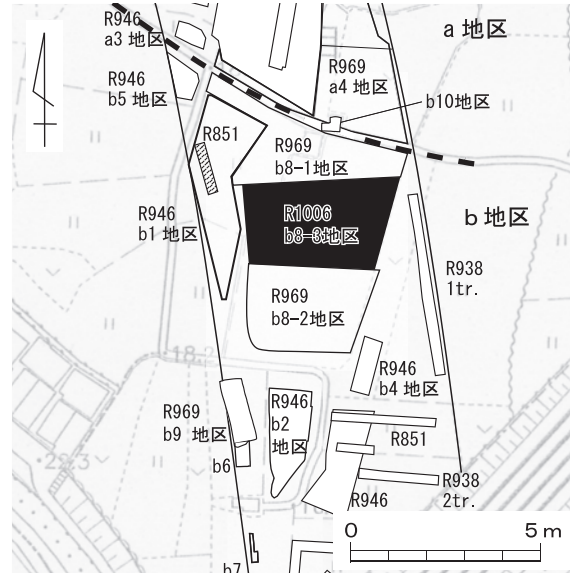 R946
a3 地区
a 地区
R969
a4 地区
R946
b5 地区
b10地区
R851
R969
b8-1地区
R946
b1 地区
R1006
b8-3地区
b 地区
R938
1tr.
R969
b8-2地区
18.2
R946
b4 地区
R969
b9 地区
R946
b2
地区
R851
b6
R938
2tr.
R946
b7
0 5 m